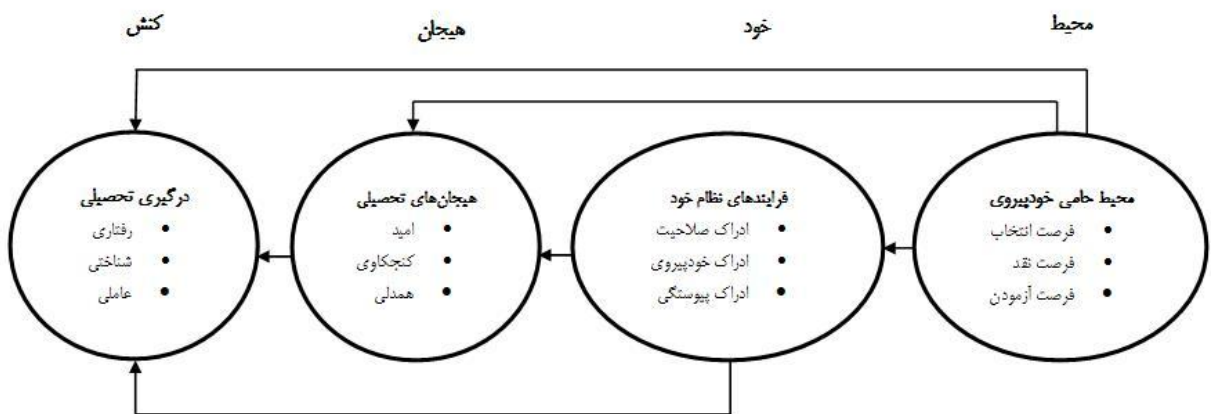 محیط
خود
هیجان
کنش
محیط حامی خودپیروی
• فرصت انتخاب
• فرصت نقد
• فرصت آزمودن
فرایندهای نظام خود
• ادراک صلاحیت
• ادراک خودپیروی
• ادراک پیوستگی
هیجان‌های تحصیلی
• امید
• کنجکاوی
• همدلی
درگیری تحصیلی
• رفتاری
• شناختی
• عاملی